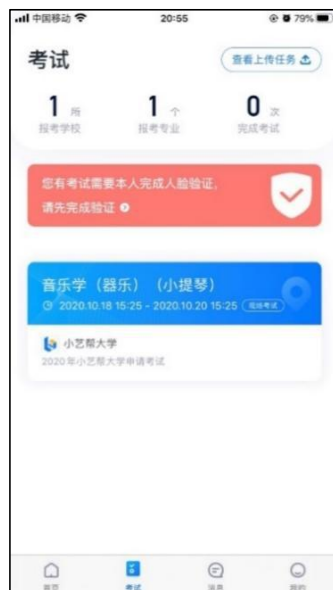 中国移动 20:55 79%
考试
查看上传任务
1 所
报考学校
1 个
报考专业
0 次
完成考试
您有考试需要本人完成人脸验证,
请先完成验证
音乐学（器乐）（小提琴）
2020.10.18 15:25 - 2020.10.20 15:25 现场考试
小艺帮大学
2020年小艺帮大学申请考试
首页 考试 消息 我的